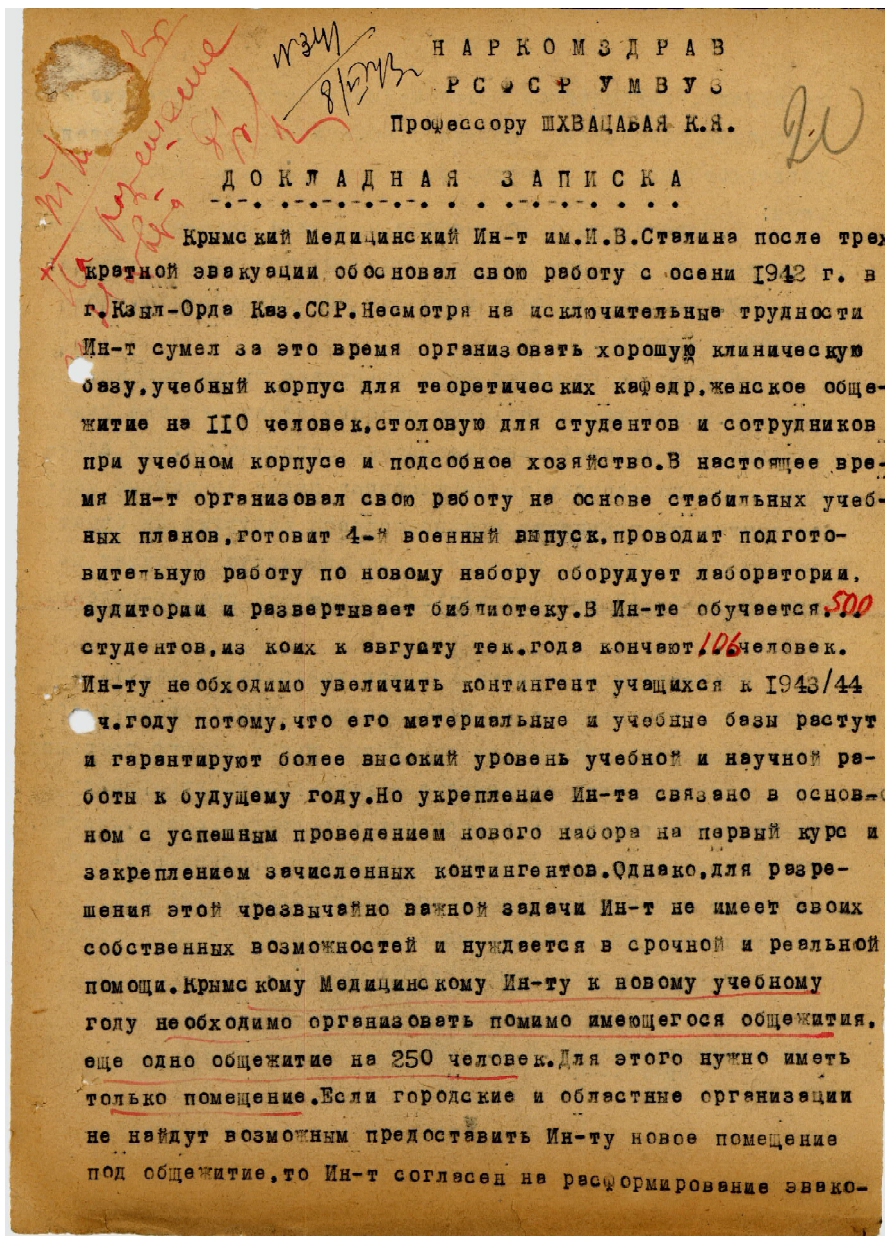 НАРКОМЗДРАВ
РСФСР УМВУЗ
Профессору ШХВАЦАБАЯ К.Я.
20
ДОКЛАДНАЯ ЗАПИСКА
Крымский Медицинский Ин-т им.И.В.Сталина после трех
кратной эвакуации обосновал свою работу с осени 1942 г. в
г.Кзыл-Орда Каз.ССР.Несмотря на исключительные трудности
Ин-т сумел за это время организовать хорошую клиническую
базу,учебный корпус для теоретических кафедр,женское обще-
житие на 110 человек,столовую для студентов и сотрудников
при учебном корпусе и подсобное хозяйство.В настоящее вре-
мя Ин-т организовал свою работу на основе стабильных учеб-
ных планов,готовит 4-й военный выпуск,проводит подгото-
вительную работу по новому набору оборудует лаборатории,
аудитории и развертывает библиотеку.В Ин-те обучается 500
студентов,из коих к августу тек.года кончают 106 человек.
Ин-ту необходимо увеличить контингент учащихся к 1943/44
ч.году потому,что его материальные и учебные базы растут
и гарантируют более высокий уровень учебной и научной ра-
боты к будущему году.Но укрепление Ин-та связано в основ-
ном с успешным проведением нового набора на первый курс и
закреплением зачисленных контингентов.Однако,для разре-
шения этой чрезвычайно важной задачи Ин-т не имеет своих
собственных возможностей и нуждается в срочной и реальной
помощи.Крымскому Медицинскому Ин-ту к новому учебному
году необходимо организовать помимо имеющегося общежития,
еще одно общежитие на 250 человек.Для этого нужно иметь
только помещение.Если городские и областные организации
не найдут возможным предоставить Ин-ту новое помещение
под общежитие,то Ин-т согласен на расформирование эвако-